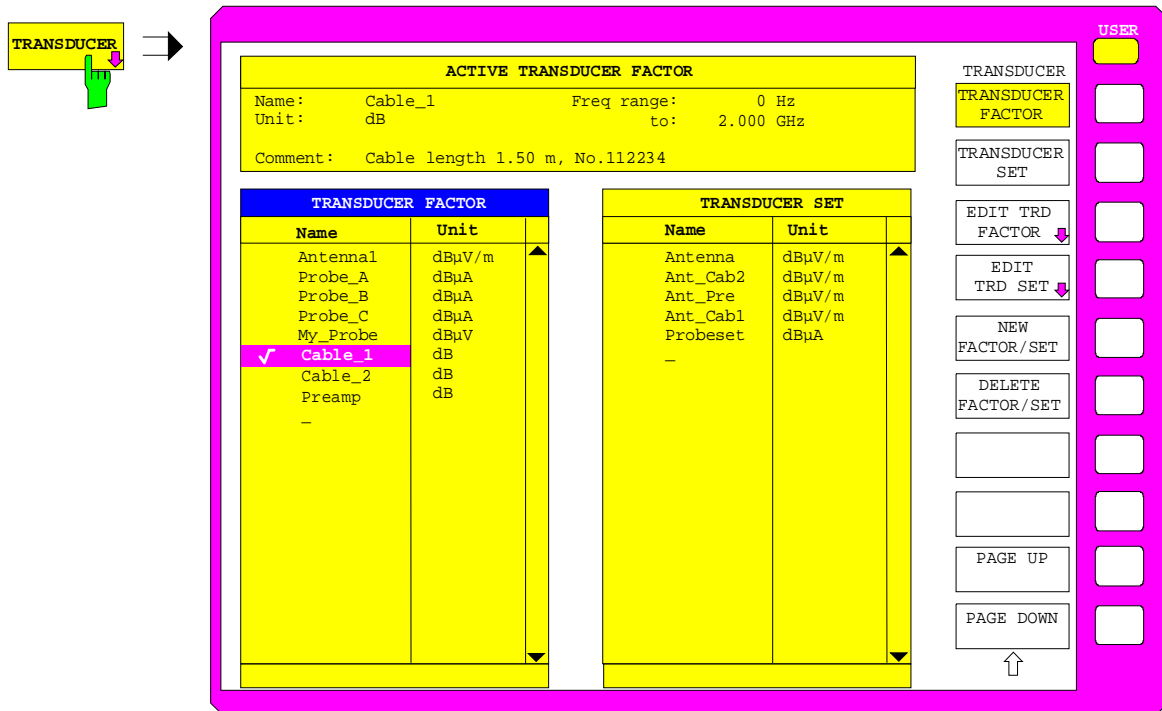 TRANSDUCER
USER
ACTIVE TRANSDUCER FACTOR
Name: Cable_1 Freq range: 0 Hz
Unit: dB to: 2.000 GHz
Comment: Cable length 1.50 m, No.112234
TRANSDUCER FACTOR
Name Unit
Antenna1 dBµV/m
Probe_A dBµA
Probe_B dBµA
Probe_C dBµA
My_Probe dBµV
√ Cable_1 dB
Cable_2 dB
Preamp dB
_
TRANSDUCER SET
Name Unit
Antenna dBµV/m
Ant_Cab2 dBµV/m
Ant_Pre dBµV/m
Ant_Cab1 dBµV/m
Probeset dBµA
_
TRANSDUCER
TRANSDUCER
FACTOR
TRANSDUCER
SET
EDIT TRD
FACTOR
EDIT
TRD SET
NEW
FACTOR/SET
DELETE
FACTOR/SET
PAGE UP
PAGE DOWN